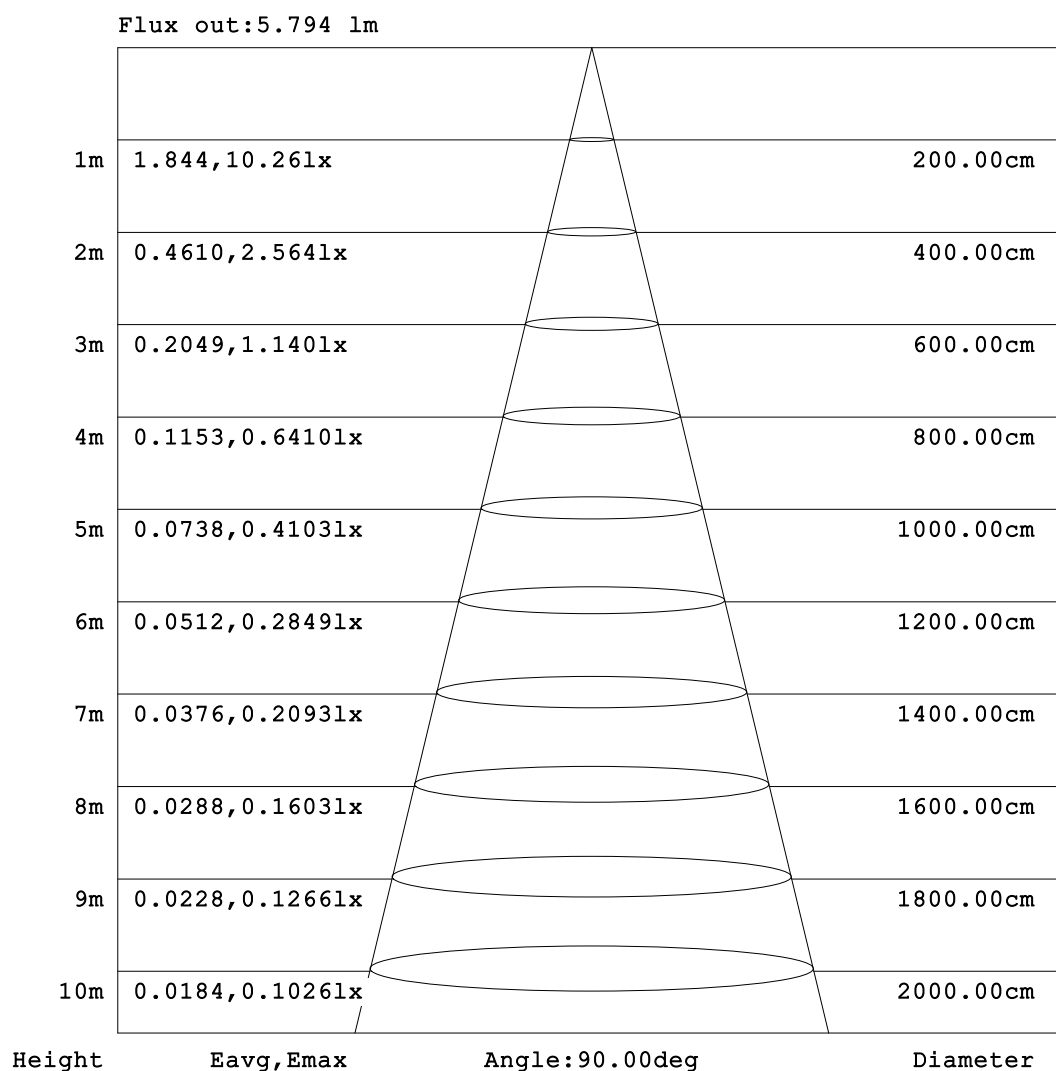 Flux out:5.794 lm
1m 1.844,10.26lx 200.00cm
2m 0.4610,2.564lx 400.00cm
3m 0.2049,1.140lx 600.00cm
4m 0.1153,0.6410lx 800.00cm
5m 0.0738,0.4103lx 1000.00cm
6m 0.0512,0.2849lx 1200.00cm
7m 0.0376,0.2093lx 1400.00cm
8m 0.0288,0.1603lx 1600.00cm
9m 0.0228,0.1266lx 1800.00cm
10m 0.0184,0.1026lx 2000.00cm
Height Eavg,Emax Angle:90.00deg Diameter